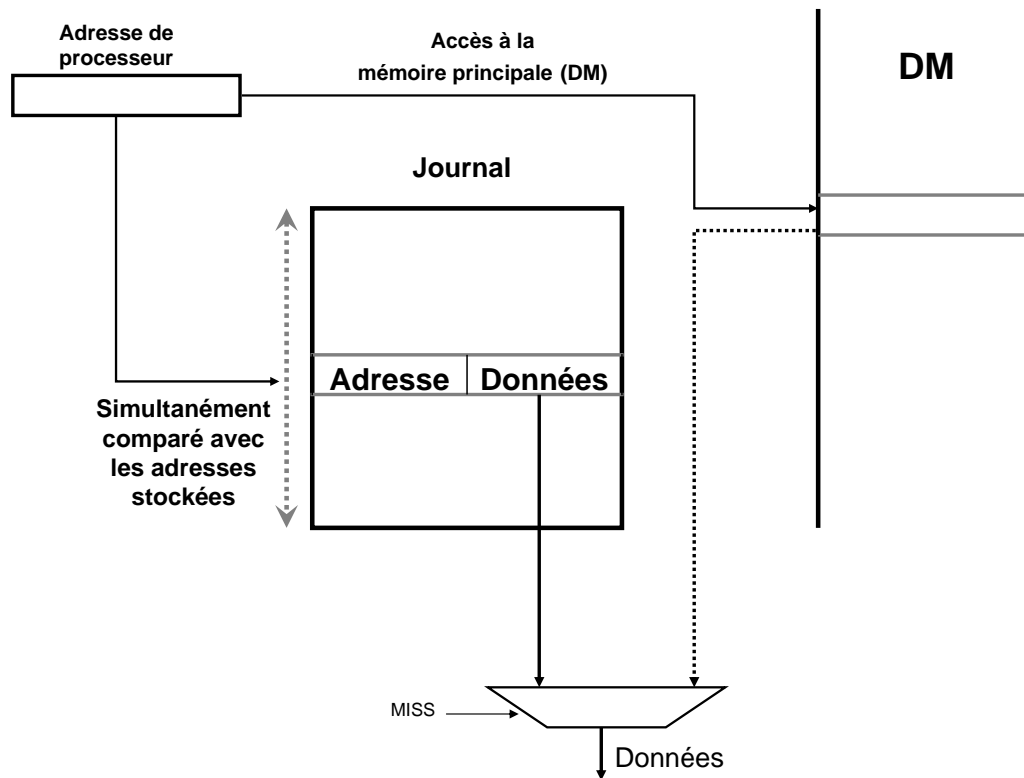 Adresse de
processeur
Accès à la
mémoire principale (DM)
DM
Journal
Adresse
Données
Simultanément
comparé avec
les adresses
stockées
MISS
Données